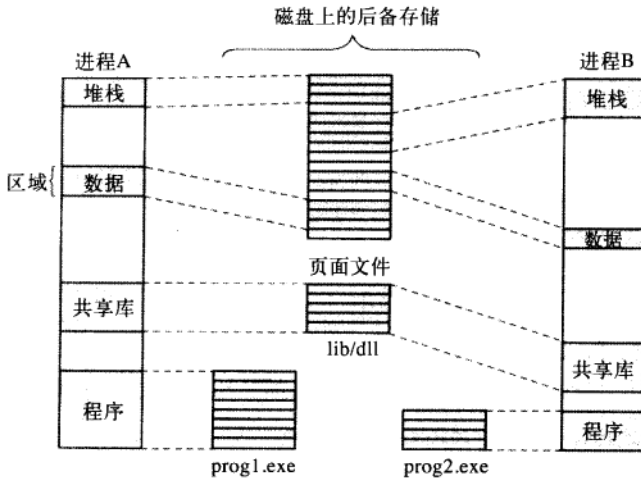 磁盘上的后备存储
进程A
进程B
堆栈
堆栈
区域
数据
数据
页面文件
共享库
lib/dll
共享库
程序
程序
prog1.exe
prog2.exe